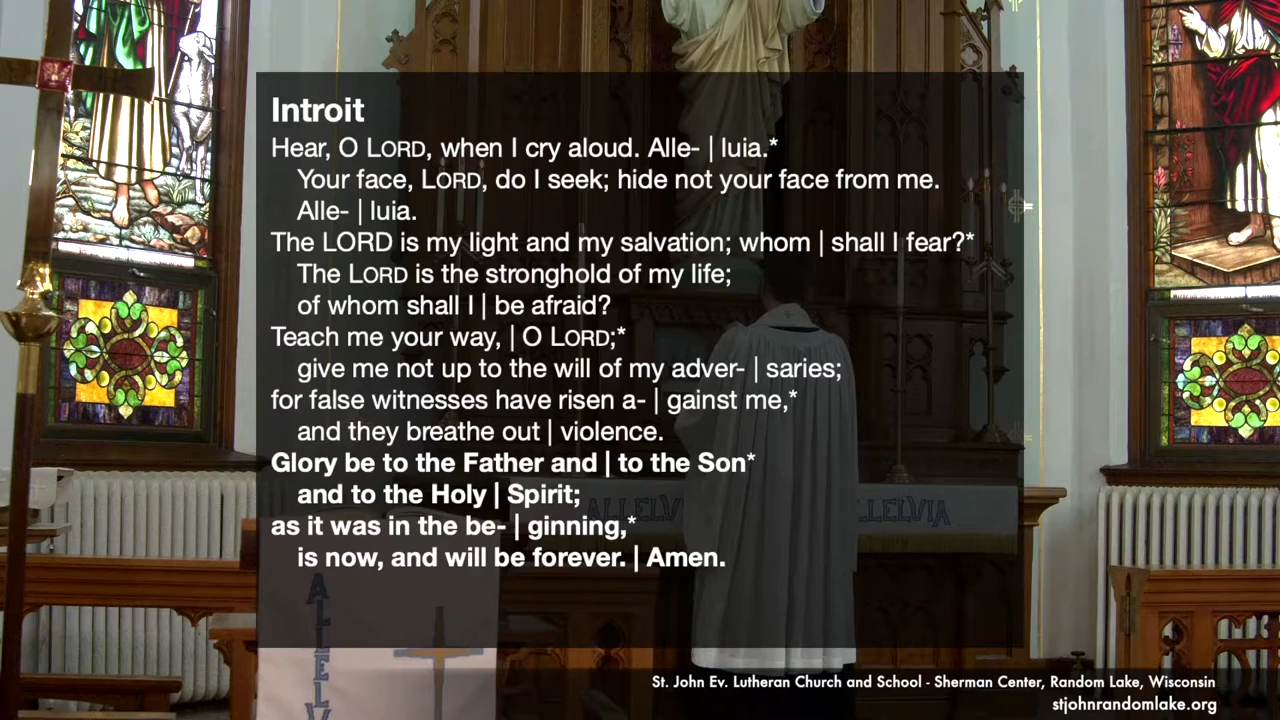 Introit
Hear, O LORD, when I cry aloud. Alle- | luia.*
Your face, LORD, do I seek; hide not your face from me.
Alle- | luia.
The LORD is my light and my salvation; whom | shall I fear?*
The LORD is the stronghold of my life;
of whom shall I | be afraid?
Teach me your way, | O LORD;*
give me not up to the will of my adver- | saries;
for false witnesses have risen a- | gainst me,*
and they breathe out | violence.
Glory be to the Father and | to the Son*
and to the Holy | Spirit;
as it was in the be- | ginning,*
is now, and will be forever. | Amen.
ALLELV LLELVIA
ALLELV
St. John Ev. Lutheran Church and School - Sherman Center, Random Lake, Wisconsin
stjohnrandomlake.org